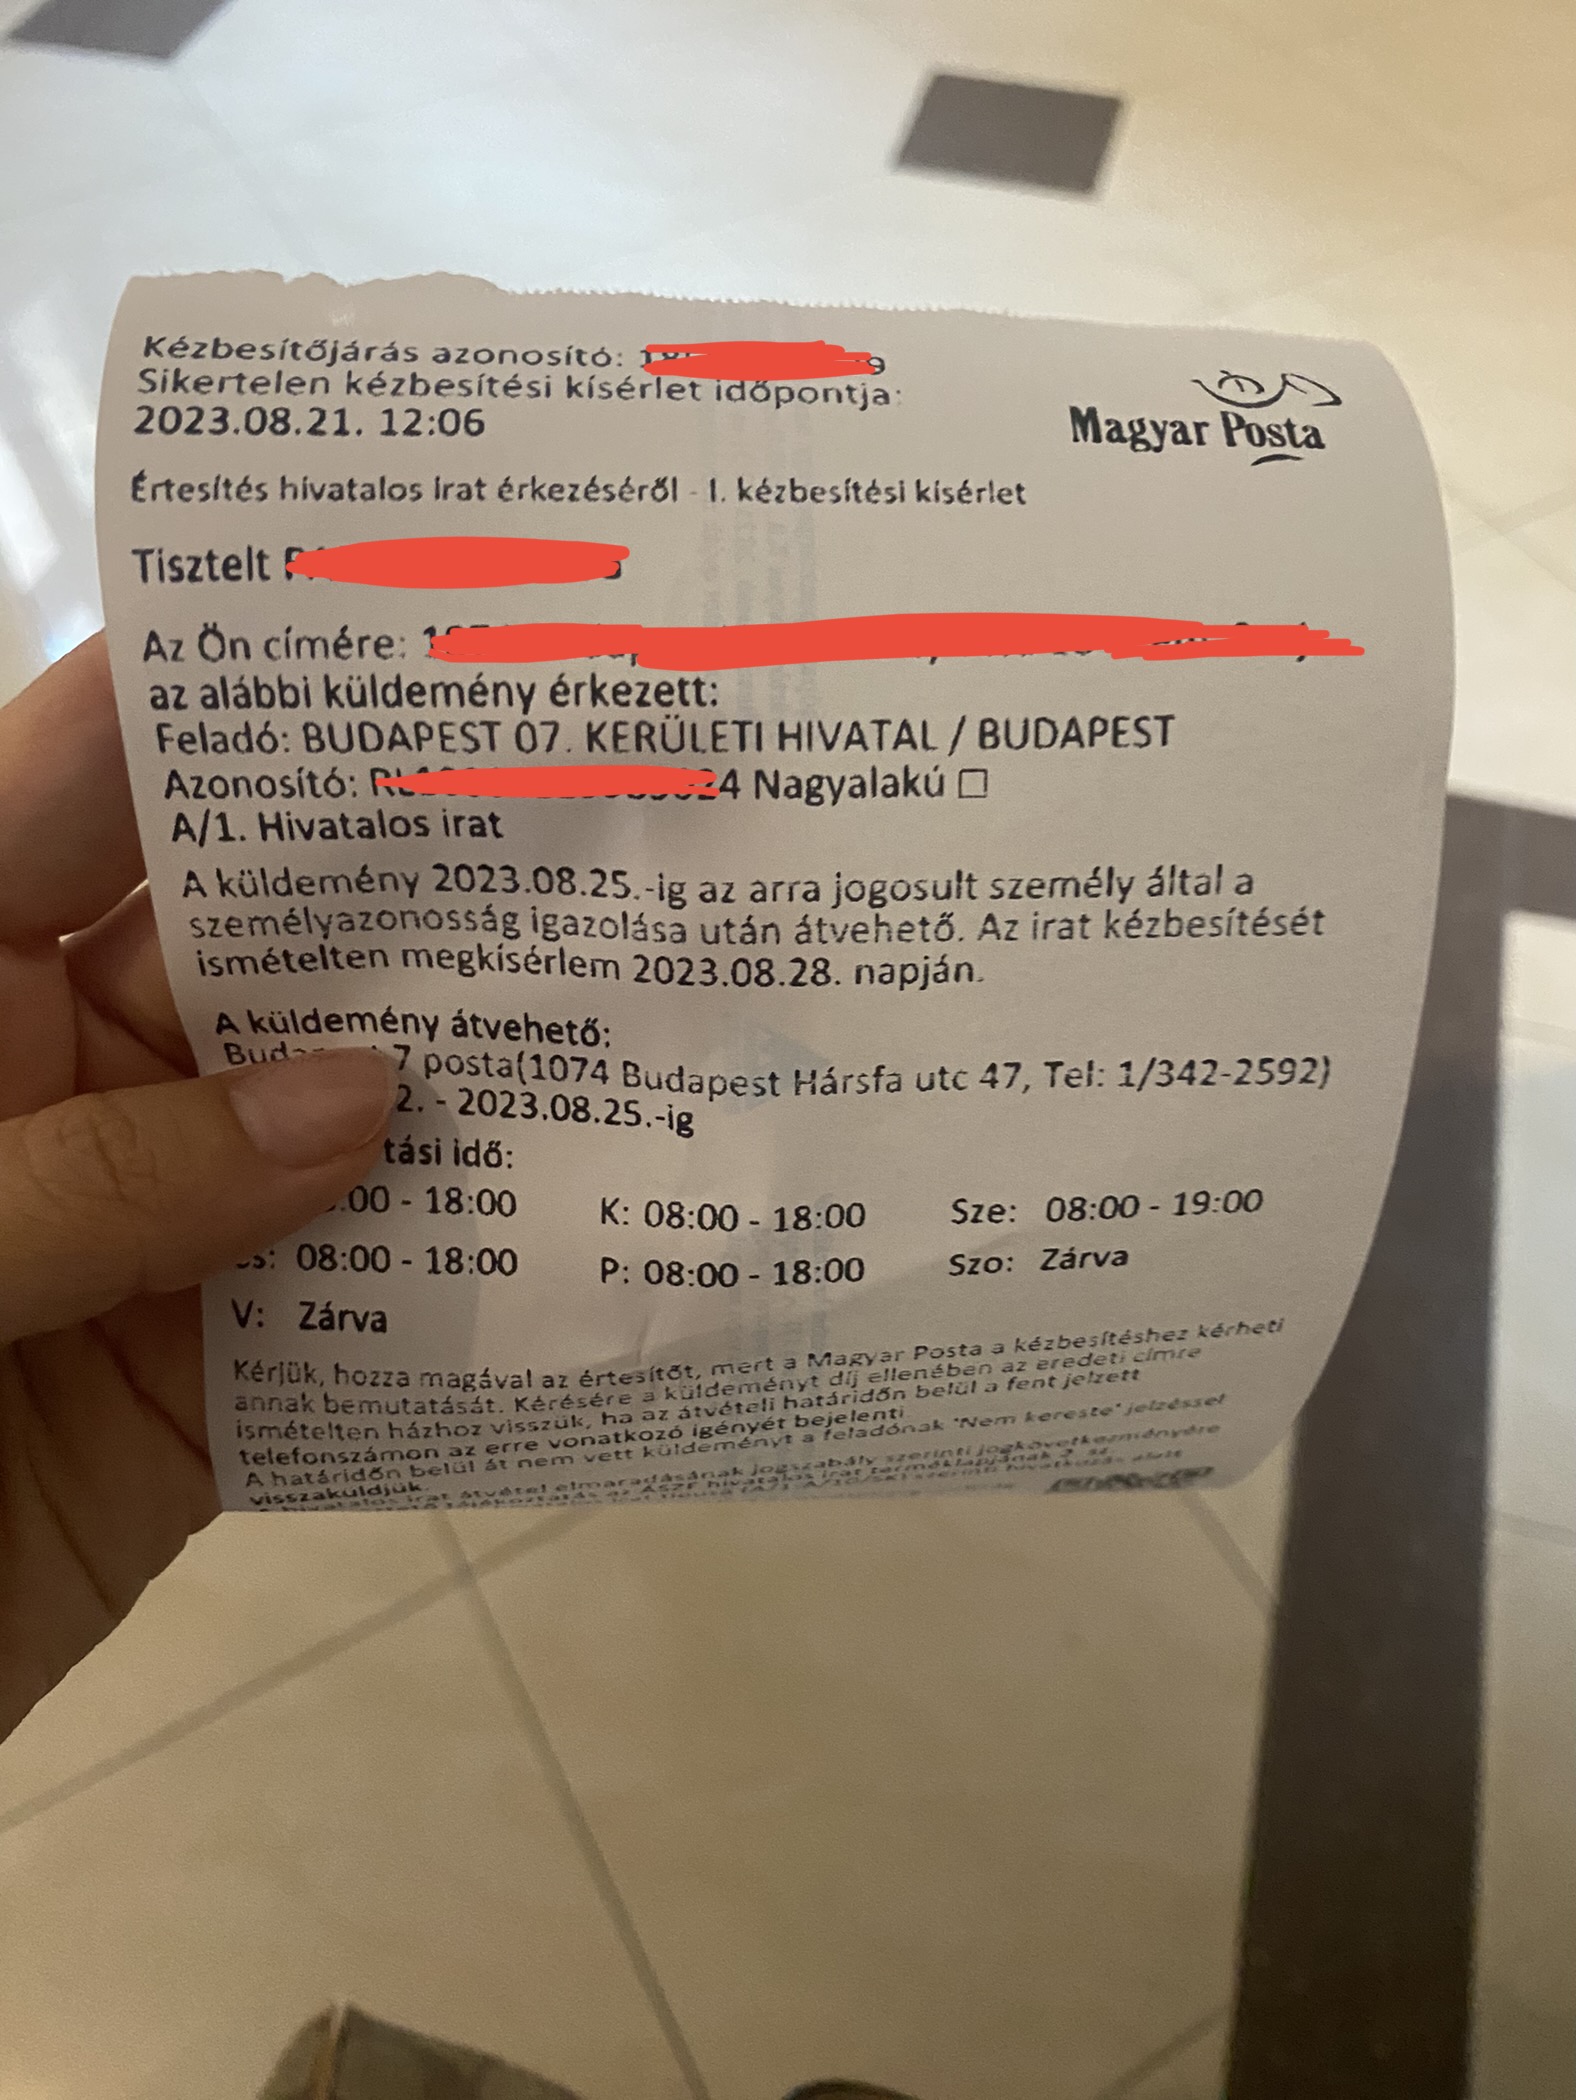 Kézbesítőjárás azonosító:
Sikertelen kézbesítési kísérlet időpontja:
2023.08.21. 12:06
Magyar Posta
Értesítés hivatalos irat érkezéséről - I. kézbesítési kísérlet
Tisztelt
Az Ön címére:
az alábbi küldemény érkezett:
Feladó: BUDAPEST 07. KERÜLETI HIVATAL / BUDAPEST
Azonosító: Nagyalakú ☐
A/1. Hivatalos irat
A küldemény 2023.08.25.-ig az arra jogosult személy által a
személyazonosság igazolása után átvehető. Az irat kézbesítését
ismételten megkísérlem 2023.08.28. napján.
A küldemény átvehető:
7 posta(1074 Budapest Hársfa utc 47, Tel: 1/342-2592)
2. - 2023.08.25.-ig
idő:
- 18:00 K: 08:00 - 18:00 Sze: 08:00 - 19:00
08:00 - 18:00 P: 08:00 - 18:00 Szo: Zárva
V: Zárva
Kérjük, hozza magával az értesítőt, mert a Magyar Posta a kézbesítéshez kérheti
annak bemutatását. Kérésére a küldeményt díj ellenében az eredeti címre
ismételten házhoz visszük, ha az átvételi határidőn belül a fent jelzett
telefonszámon az erre vonatkozó igényét bejelenti.
A határidőn belül át nem vett küldeményt a feladónak "Nem kereste" jelzéssel
visszaküldjük.
A hivatalos irat átvétel elmaradásának jogszabály szerinti jogkövetkezményére